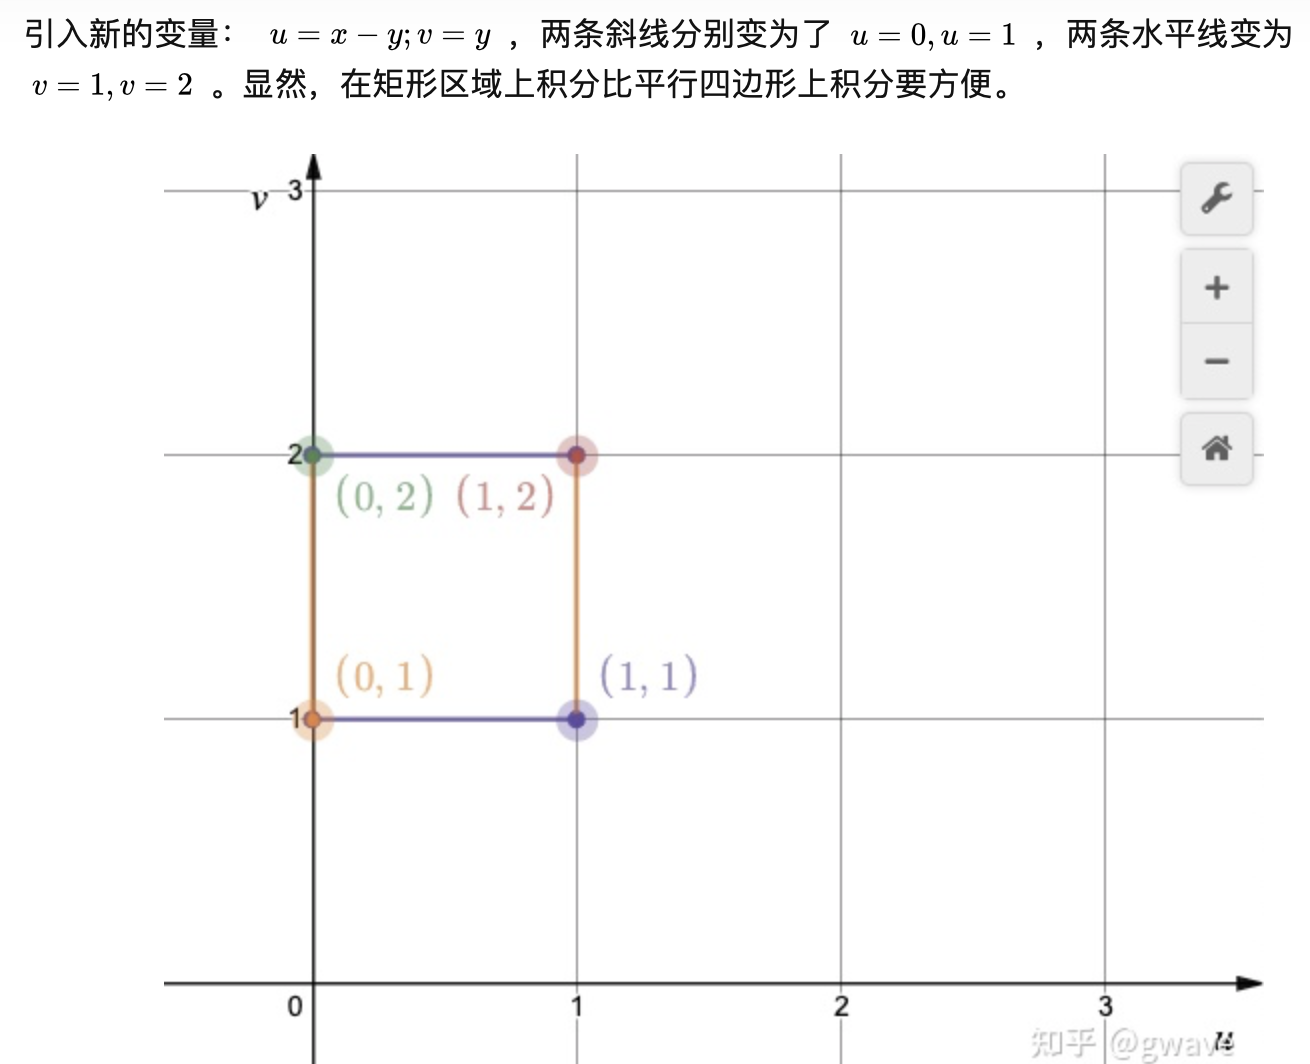 引入新的变量： u = x − y; v = y ，两条斜线分别变为了 u = 0, u = 1 ，两条水平线变为
v = 1, v = 2 。显然，在矩形区域上积分比平行四边形上积分要方便。
v 3
+
−
2
(0, 2) (1, 2)
(0, 1) (1, 1)
1
0 1 2 3
u
知乎 @gwave